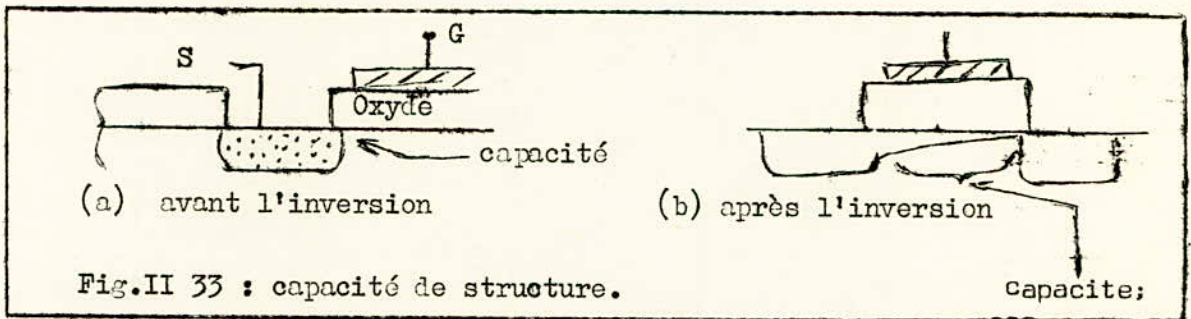 G
S
Oxyde
capacité
(a) avant l'inversion
(b) après l'inversion
Fig.II 33 : capacité de structure.
capacite;